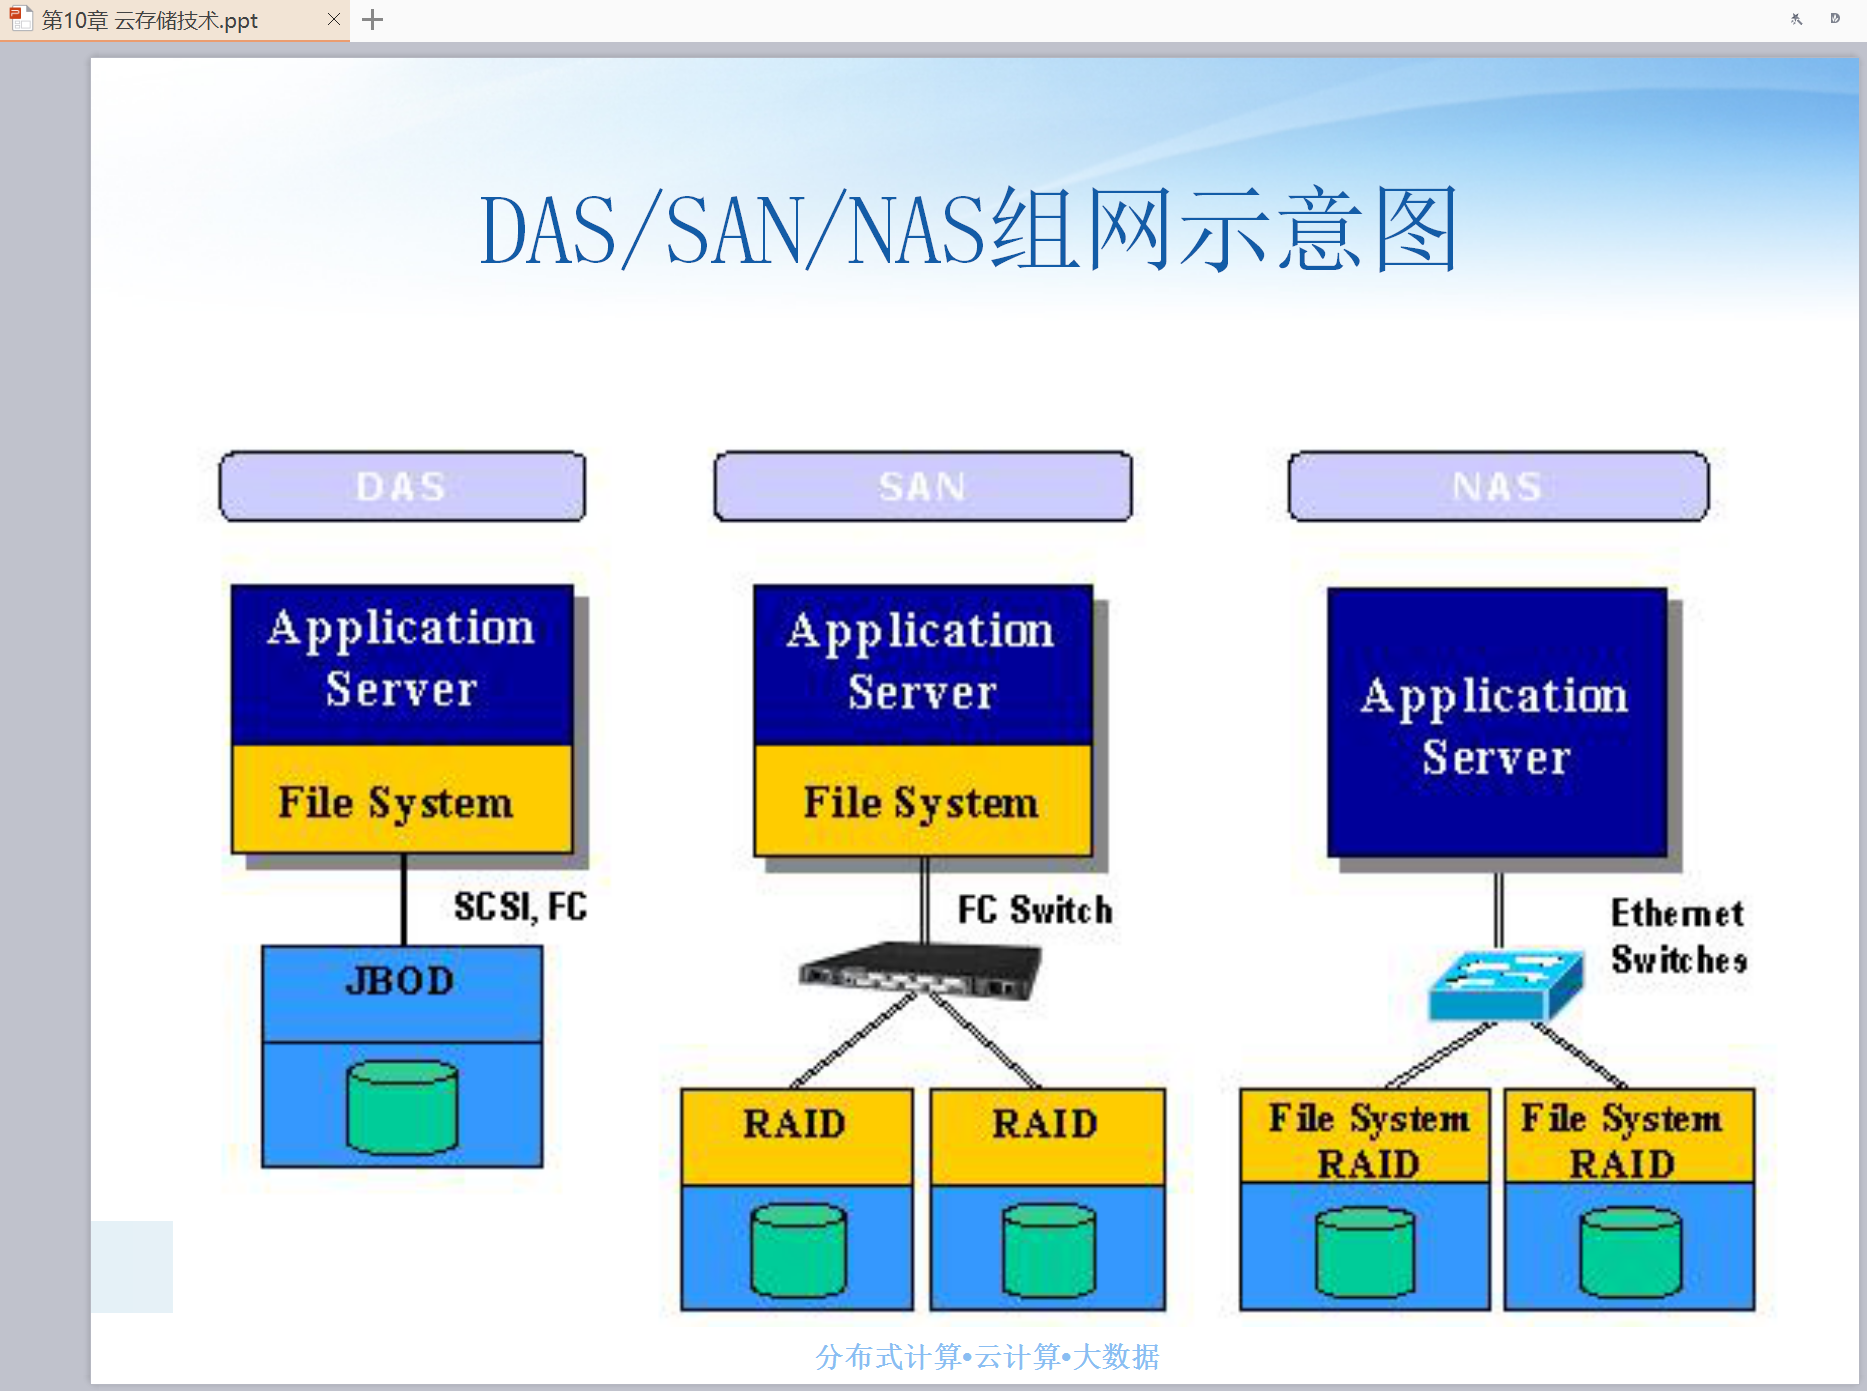 第10章 云存储技术.ppt
DAS/SAN/NAS组网示意图
DAS
SAN
NAS
Application
Server
File System
SCSI, FC
JBOD
Application
Server
File System
FC Switch
RAID
RAID
Application
Server
Ethernet
Switches
File System
RAID
File System
RAID
分布式计算•云计算•大数据